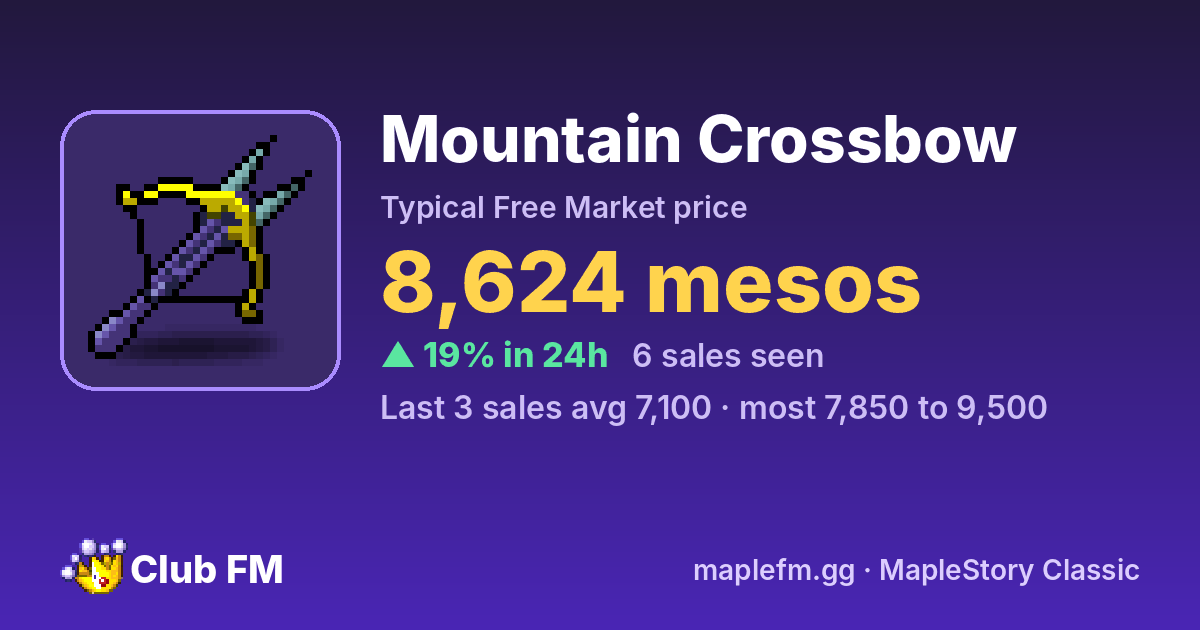 Mountain Crossbow
Typical Free Market price
8,624 mesos
▲ 19% in 24h 6 sales seen
Last 3 sales avg 7,100 · most 7,850 to 9,500
Club FM
maplefm.gg · MapleStory Classic